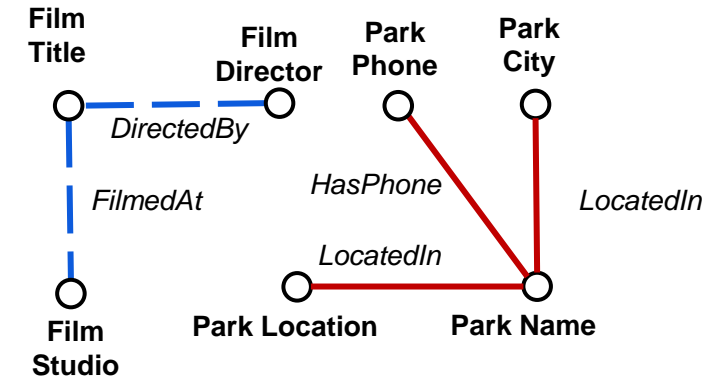 Film
Title
Film
Director
Park
Phone
Park
City
DirectedBy
HasPhone
FilmedAt
LocatedIn
LocatedIn
Film
Studio
Park Location
Park Name